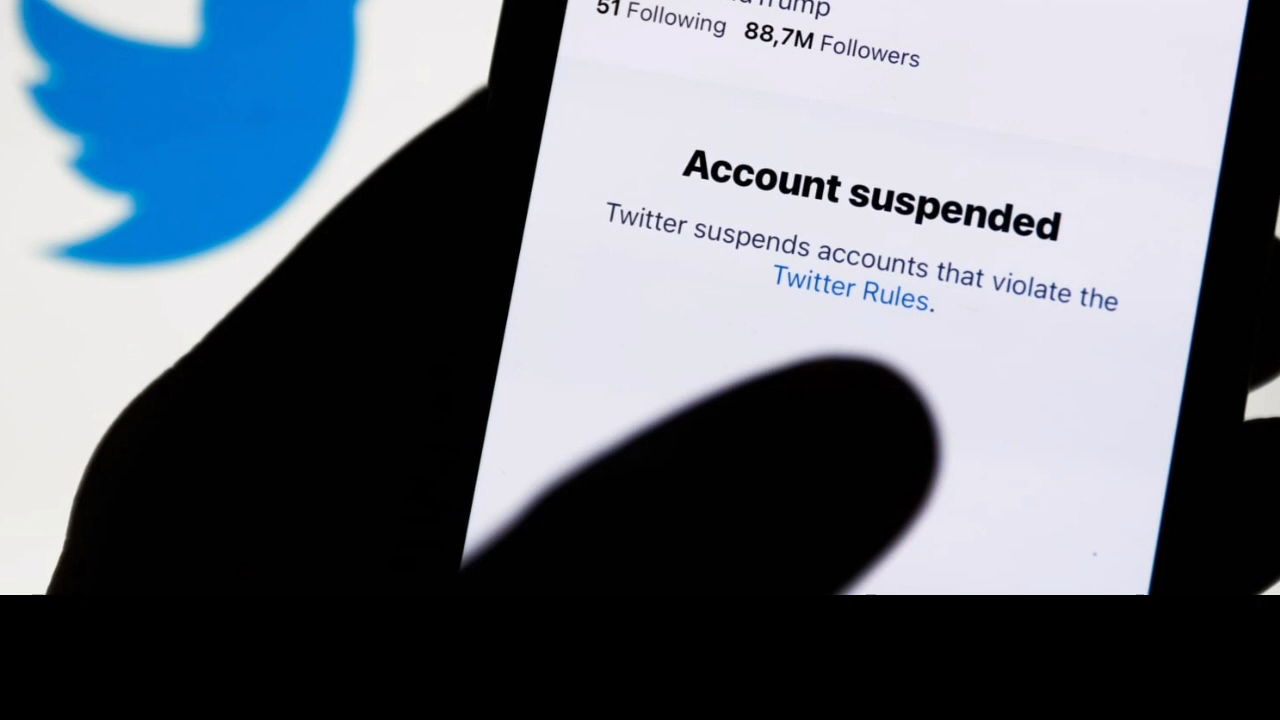 51 Following 88,7M Followers
Account suspended
Twitter suspends accounts that violate the
Twitter Rules.